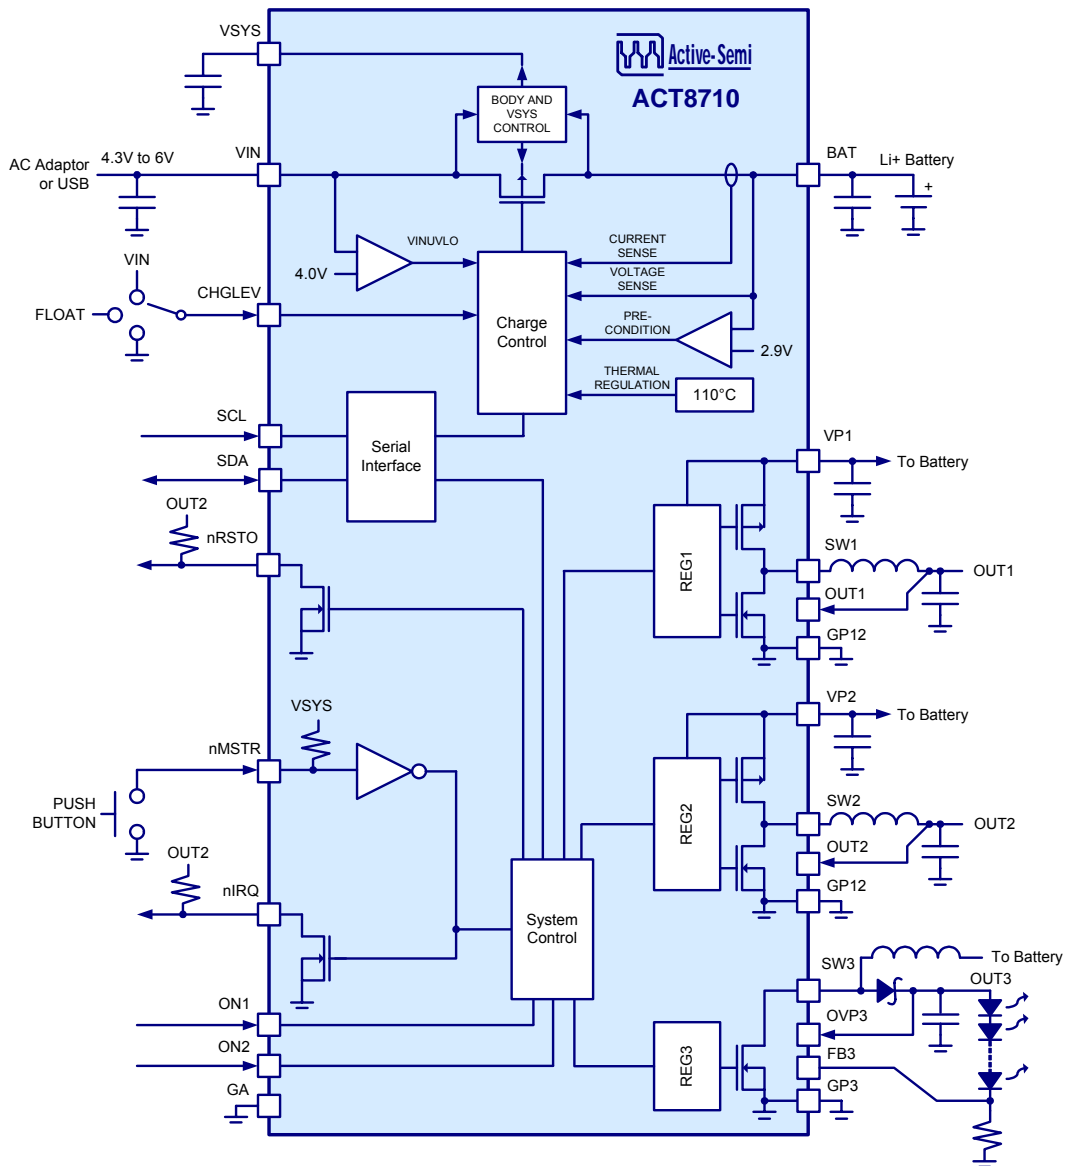 VSYS
Active-Semi
ACT8710
BODY AND
VSYS
CONTROL
AC Adaptor
or USB
4.3V to 6V
VIN
BAT
Li+ Battery
+
VINUVLO
4.0V
CURRENT
SENSE
VOLTAGE
SENSE
VIN
CHGLEV
FLOAT
Charge
Control
PRE-
CONDITION
2.9V
THERMAL
REGULATION
110°C
SCL
SDA
Serial
Interface
VP1
To Battery
OUT2
nRSTO
REG1
SW1
OUT1
OUT1
GP12
VSYS
nMSTR
PUSH
BUTTON
VP2
To Battery
REG2
SW2
OUT2
OUT2
GP12
OUT2
nIRQ
System
Control
ON1
ON2
GA
REG3
SW3
To Battery
OUT3
OVP3
FB3
GP3